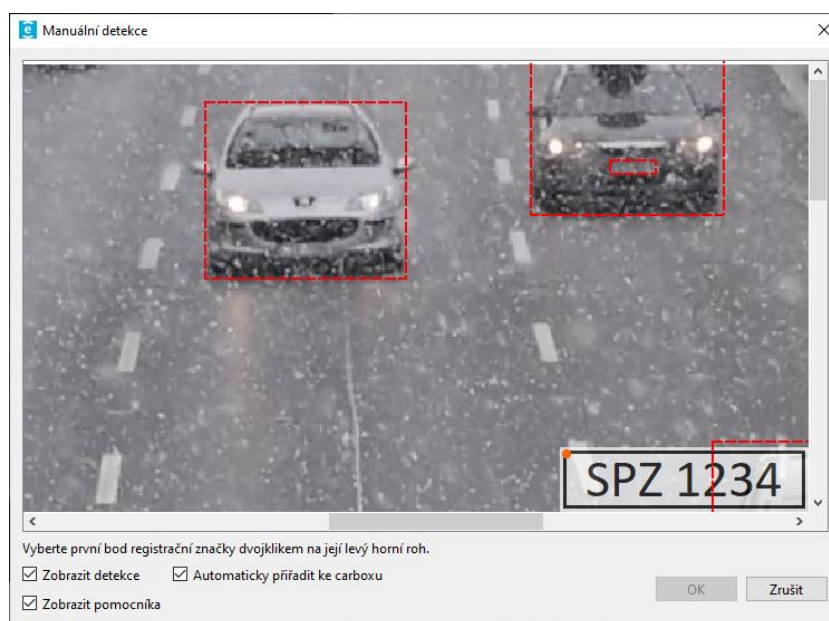 Manuální detekce
SPZ 1234
Vyberte první bod registrační značky dvojklikem na její levý horní roh.
Zobrazit detekce
Automaticky přiřadit ke carboxu
Zobrazit pomocníka
OK
Zrušit